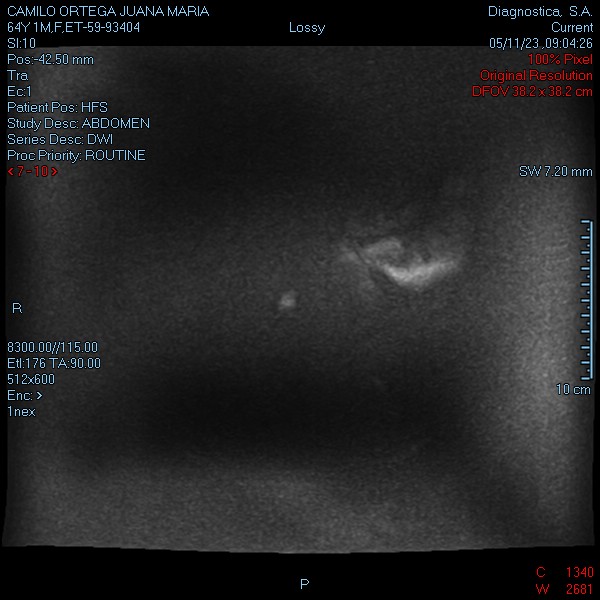 CAMILO ORTEGA JUANA MARIA
64Y 1M,F,ET-59-93404
Sl:10
Pos:-42.50 mm
Tra
Ec:1
Patient Pos: HFS
Study Desc: ABDOMEN
Series Desc: DWI
Proc Priority: ROUTINE
< 7 - 10 >
Lossy
Diagnostica, S.A.
Current
05/11/23 ,09:04:26
100% Pixel
Original Resolution
DFOV 38.2 x 38.2 cm
SW 7.20 mm
R
8300.00//115.00
Etl:176 TA:90.00
512x600
Enc: >
1nex
10 cm
P
C 1340
W 2681